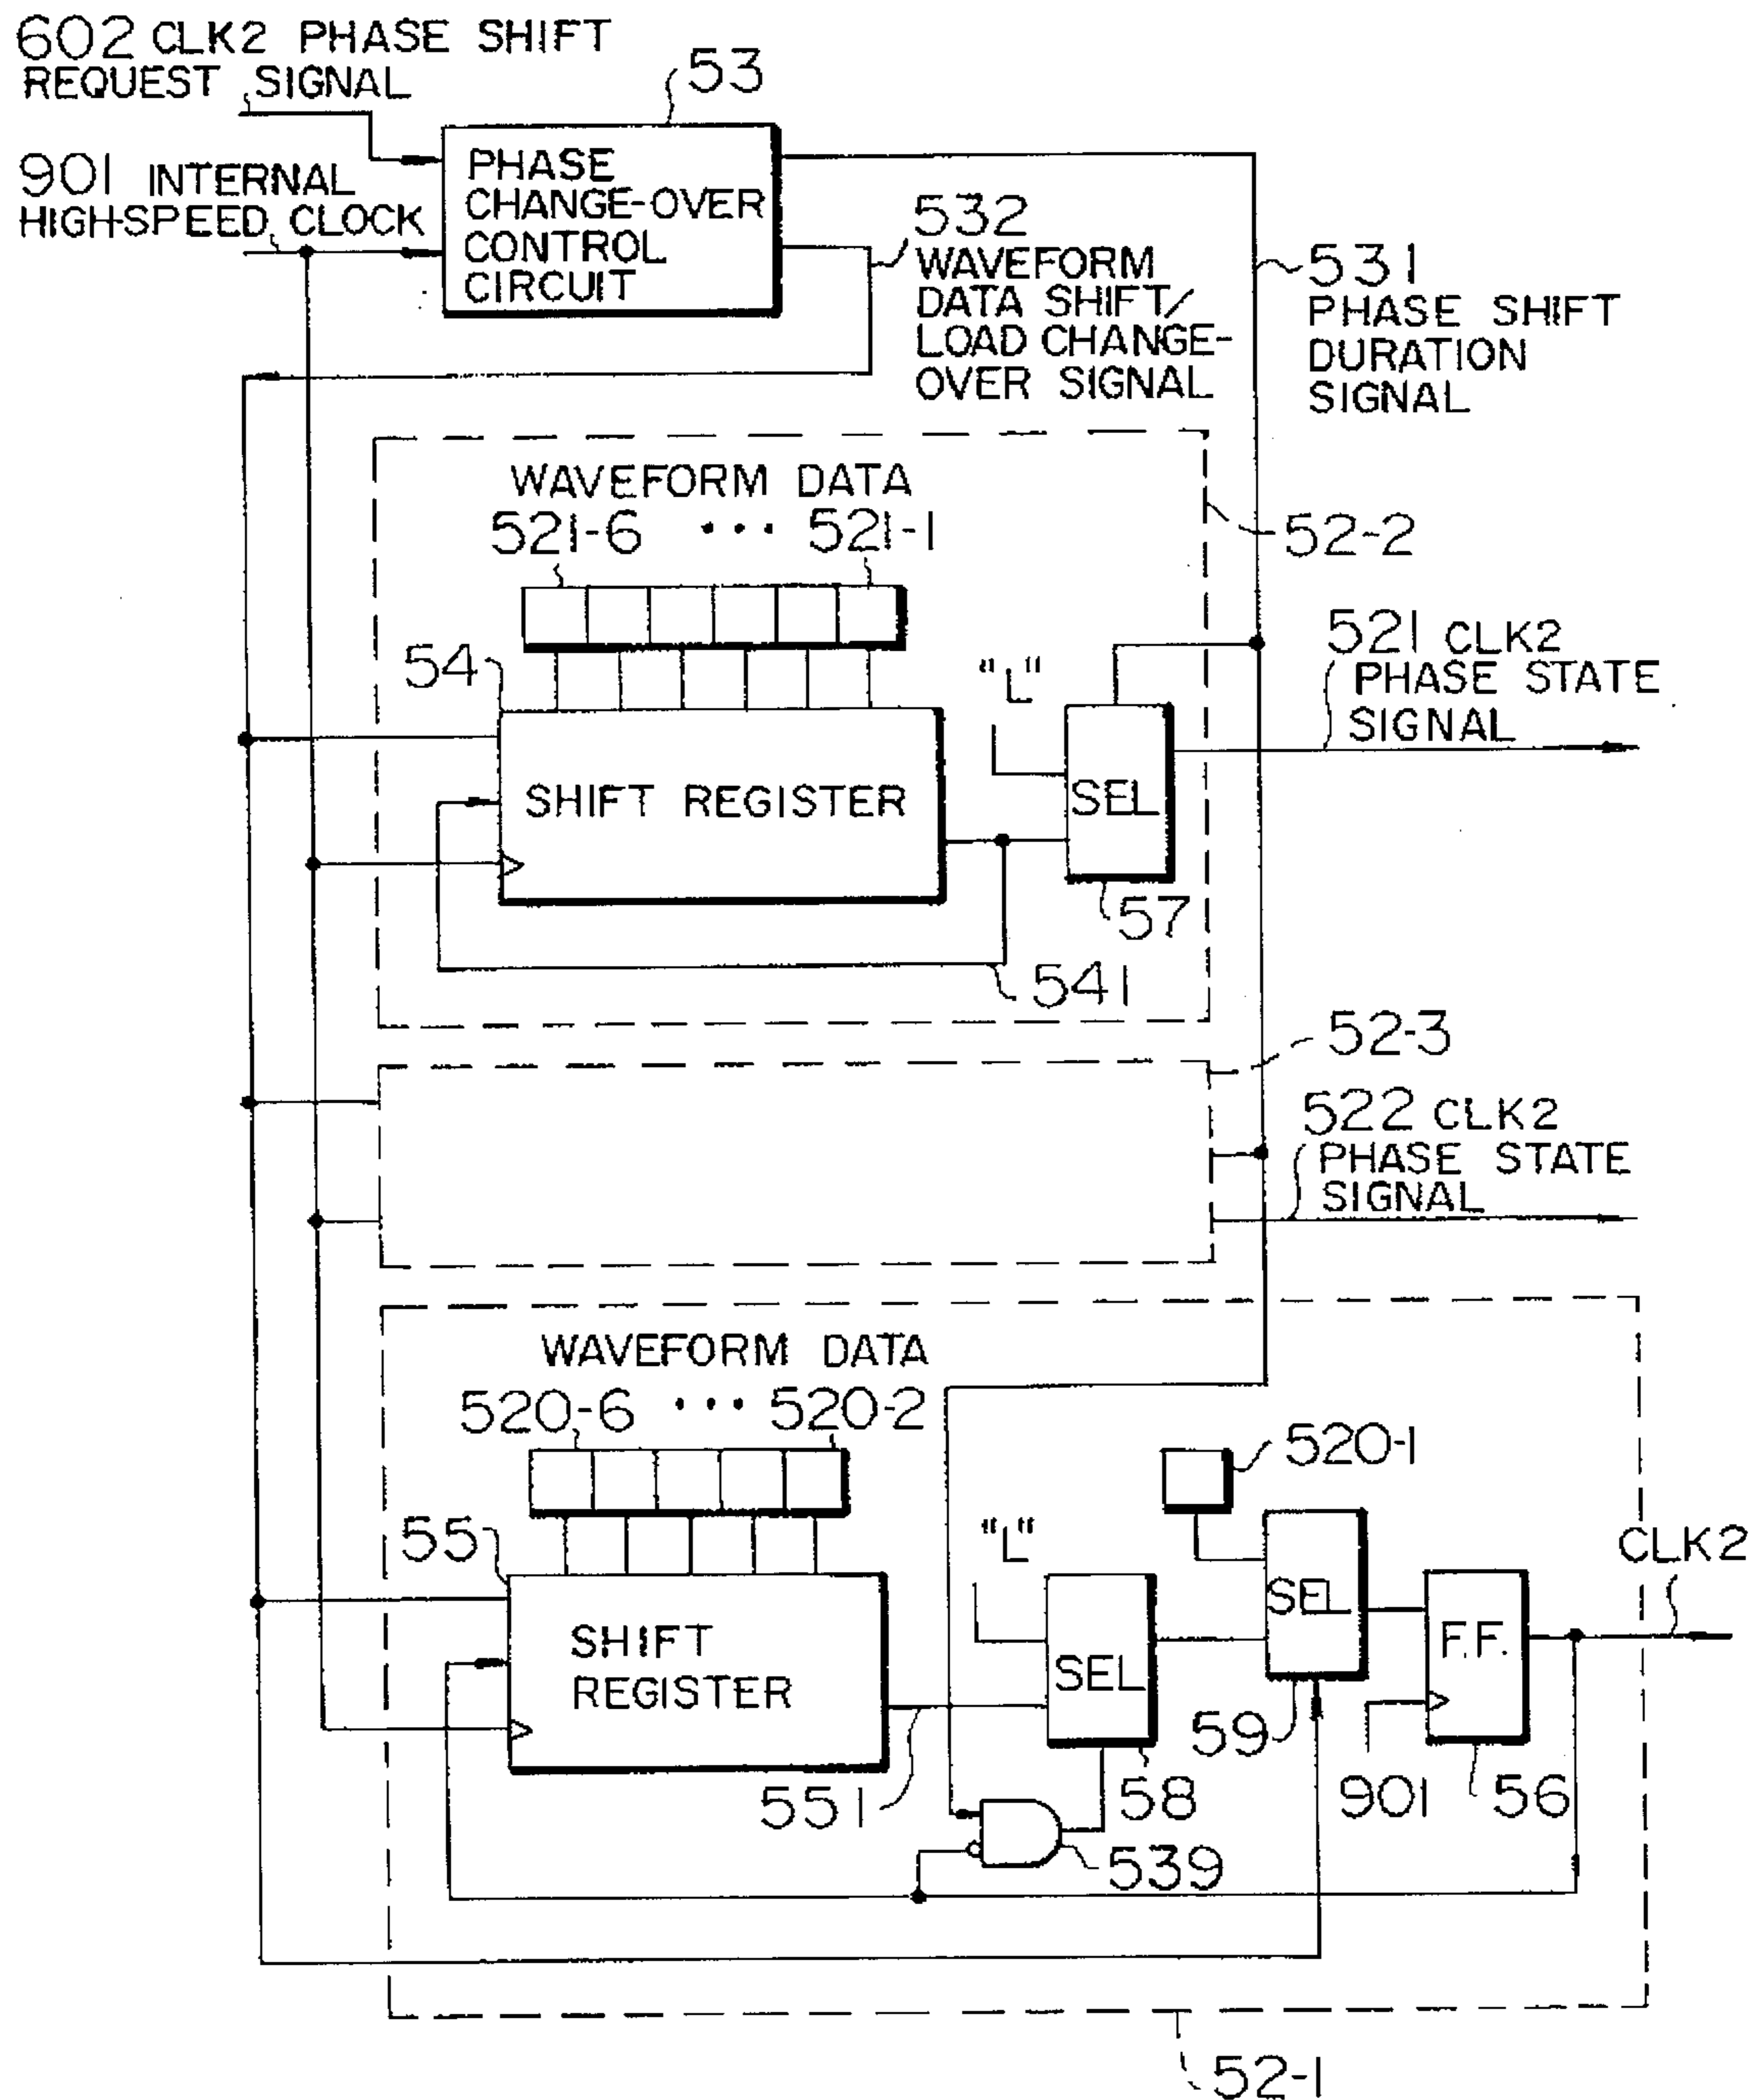 602 CLK2 PHASE SHIFT
REQUEST SIGNAL
53
901 INTERNAL
HIGH-SPEED CLOCK
PHASE
CHANGE-OVER
CONTROL
CIRCUIT
532
WAVEFORM
DATA SHIFT/
LOAD CHANGE-
OVER SIGNAL
531
PHASE SHIFT
DURATION
SIGNAL
WAVEFORM DATA
521-6 ••• 521-1
52-2
54
"L"
521 CLK2
PHASE STATE
SIGNAL
SHIFT REGISTER
SEL
57
541
52-3
522 CLK2
PHASE STATE
SIGNAL
WAVEFORM DATA
520-6 ••• 520-2
520-1
55
"L"
CLK2
SHIFT
REGISTER
SEL
SEL
F.F.
59
551
58
901
56
539
52-1